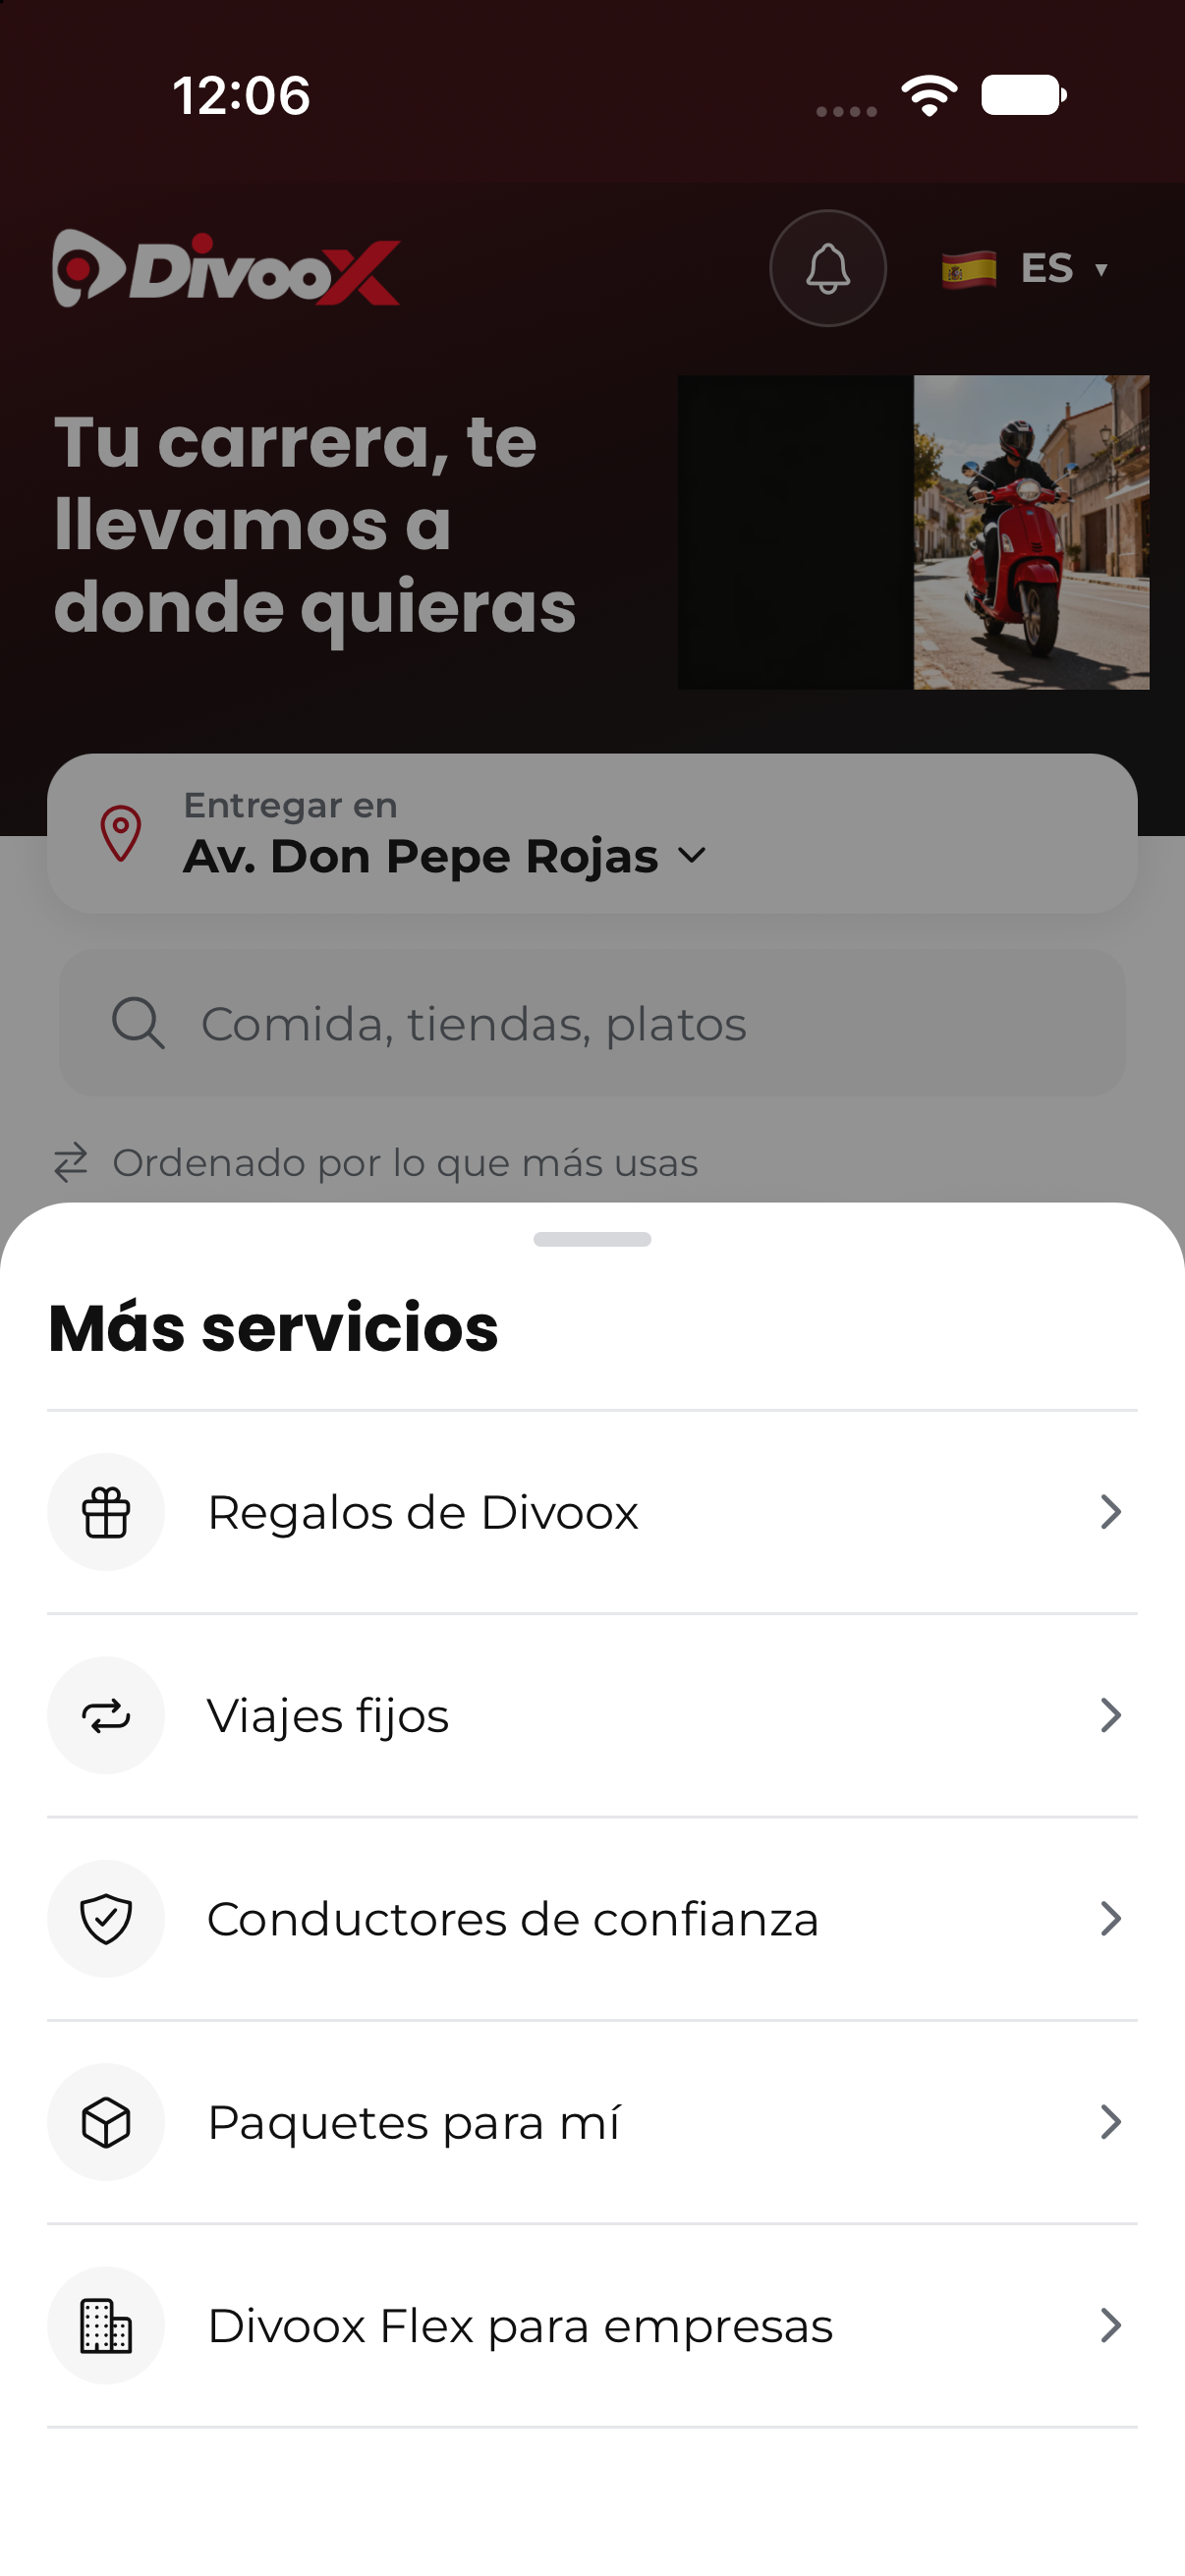 12:06
DivooX
ES
Tu carrera, te
llevamos a
donde quieras
Entregar en
Av. Don Pepe Rojas
Comida, tiendas, platos
Ordenado por lo que más usas
Más servicios
Regalos de Divoox
Viajes fijos
Conductores de confianza
Paquetes para mí
Divoox Flex para empresas